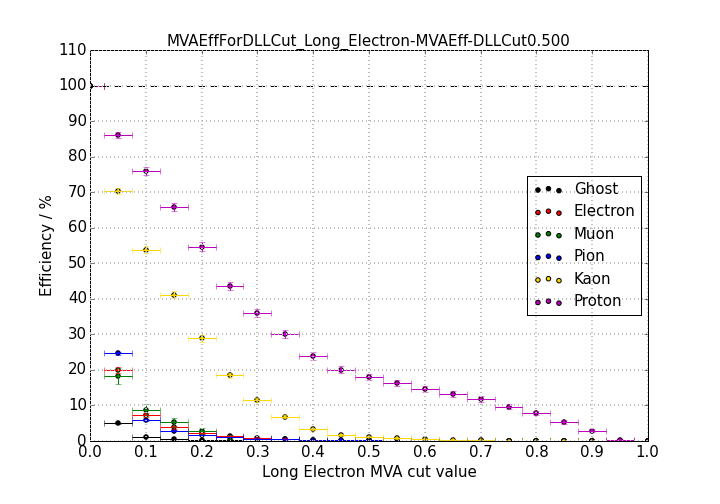 MVAEffForDLLCut_Long_Electron-MVAEff-DLLCut0.500
Efficiency / %
110
100
90
80
70
60
50
40
30
20
10
0
Ghost
Electron
Muon
Pion
Kaon
Proton
0.0 0.1 0.2 0.3 0.4 0.5 0.6 0.7 0.8 0.9 1.0
Long Electron MVA cut value